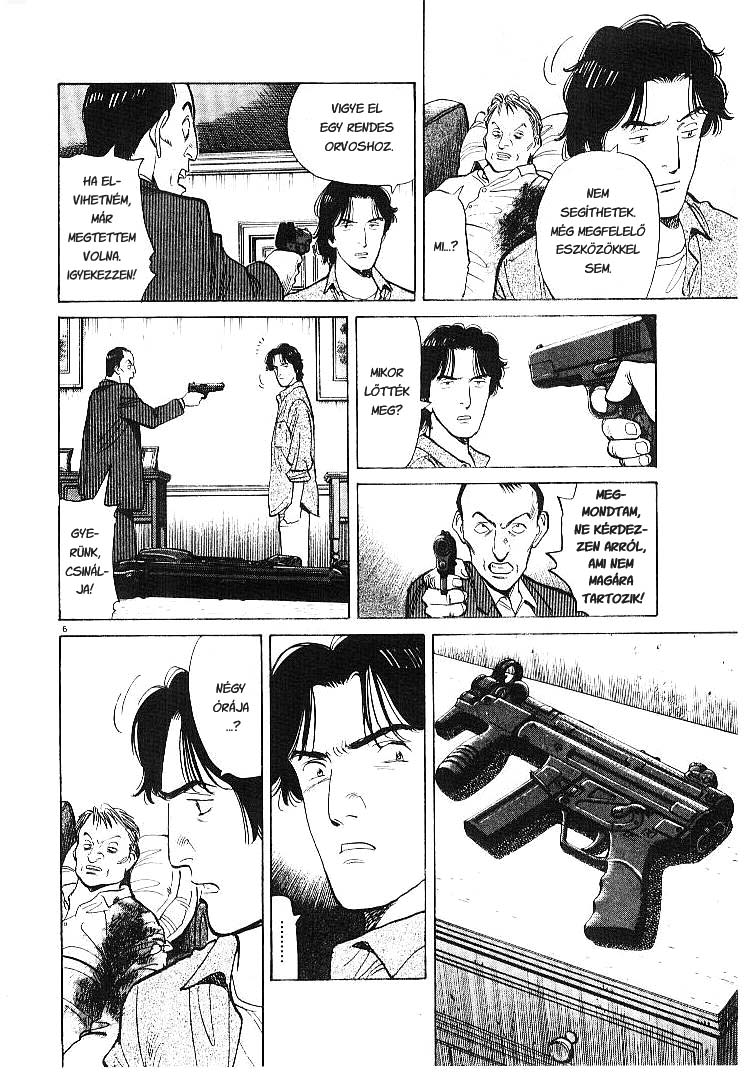 NEM
SEGÍTHETEK.
MÉG MEGFELELŐ
ESZKÖZÖKKEL
SEM.
MI...?
VIGYE EL
EGY RENDES
ORVOSHOZ.
HA EL-
VIHETNÉM,
MÁR
MEGTETTEM
VOLNA.
IGYEKEZZEN!
MIKOR
LŐTTÉK
MEG?
MEG-
MONDTAM,
NE KÉRDEZ-
ZEN ARRÓL,
AMI NEM
MAGÁRA
TARTOZIK!
GYE-
RÜNK,
CSINÁL-
JA!
6
........
NÉGY
ÓRÁJA
...?